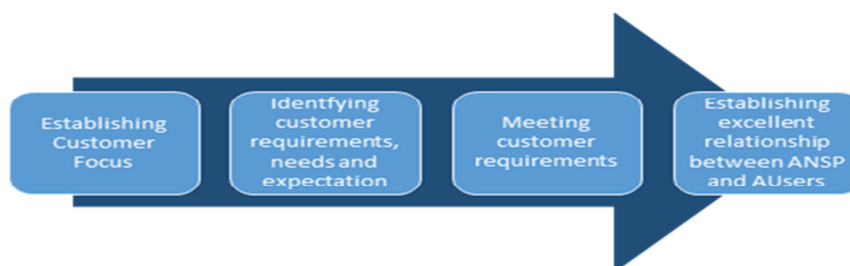 Establishing
Customer
Focus
Identfying
customer
requirements,
needs and
expectation
Meeting
customer
requirements
Establishing
excellent
relationship
between ANSP
and AUsers